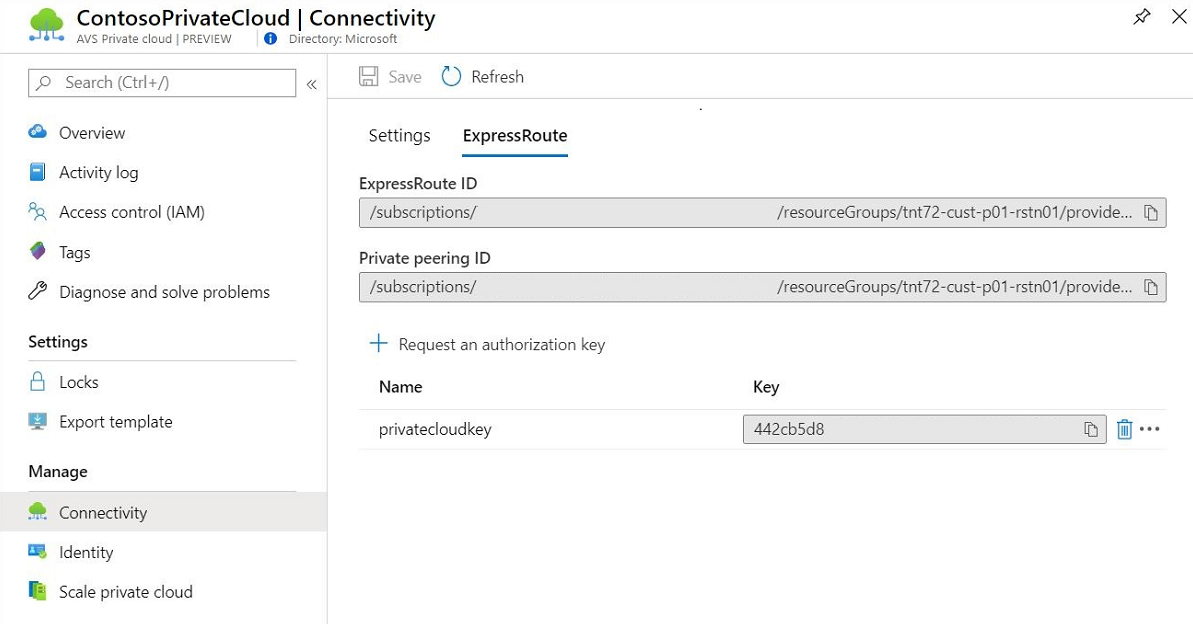 ContosoPrivateCloud | Connectivity
AVS Private cloud | PREVIEW
Directory: Microsoft
Search (Ctrl+/)
«
Overview
Activity log
Access control (IAM)
Tags
Diagnose and solve problems
Settings
Locks
Export template
Manage
Connectivity
Identity
Scale private cloud
Save Refresh
Settings ExpressRoute
ExpressRoute ID
/subscriptions/ /resourceGroups/tnt72-cust-p01-rstn01/provide...
Private peering ID
/subscriptions/ /resourceGroups/tnt72-cust-p01-rstn01/provide...
Request an authorization key
Name Key
privatecloudkey 442cb5d8